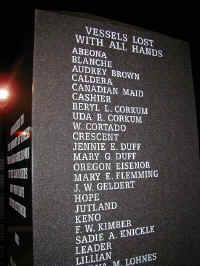 VESSELS LOST
WITH ALL HANDS
ABEONA
BLANCHE
AUDREY BROWN
CALDERA
CANADIAN MAID
CASHIER
BERYL L. CORKUM
UDA R. CORKUM
W. CORTADO
CRESCENT
JENNIE E. DUFF
MARY G. DUFF
OREGON EISENOR
MARY E. FLEMMING
J. W. GELDERT
HOPE
JUTLAND
KENO
F. W. KIMBER
SADIE A. KNICKLE
LEADER
LILLIAN
M. LOHNES